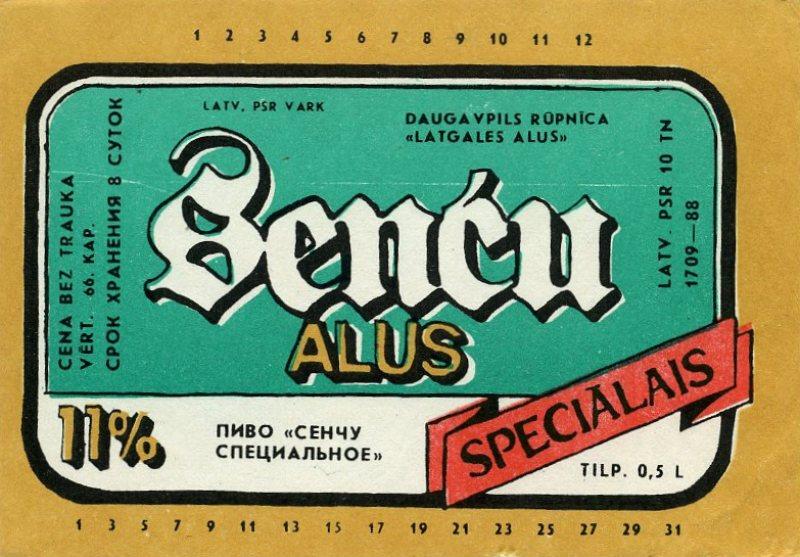 1 2 3 4 5 6 7 8 9 10 11 12
LATV. PSR VARK
DAUGAVPILS RŪPNĪCA
«LATGALES ALUS»
CENA BEZ TRAUKA
VĒRT. 66. KAP.
СРОК ХРАНЕНИЯ 8 СУТОК
Senču
ALUS
LATV. PSR 10 TN
1709—88
11%
ПИВО «СЕНЧУ
СПЕЦИАЛЬНОЕ»
SPECIĀLAIS
TILP. 0,5 L
1 3 5 7 9 11 13 15 17 19 21 23 25 27 29 31